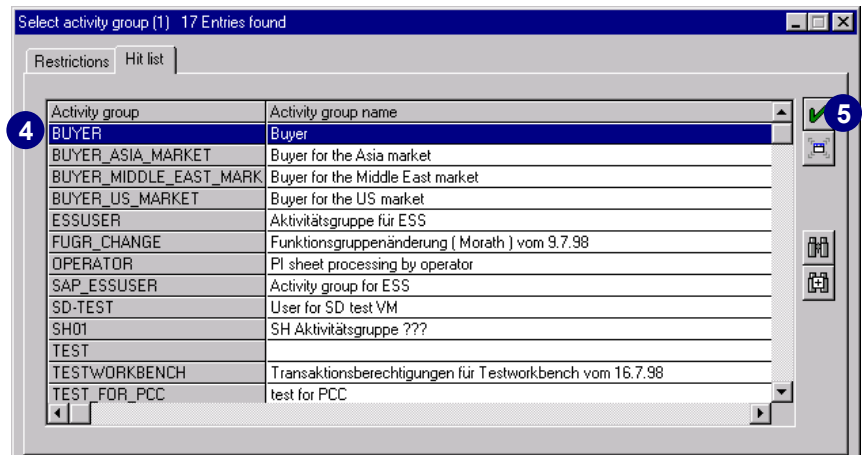 Select activity group (1) 17 Entries found
Restrictions Hit list
Activity group Activity group name
4 BUYER Buyer 5
BUYER_ASIA_MARKET Buyer for the Asia market
BUYER_MIDDLE_EAST_MARK Buyer for the Middle East market
BUYER_US_MARKET Buyer for the US market
ESSUSER Aktivitätsgruppe für ESS
FUGR_CHANGE Funktionsgruppenänderung ( Morath ) vom 9.7.98
OPERATOR PI sheet processing by operator
SAP_ESSUSER Activity group for ESS
SD-TEST User for SD test VM
SH01 SH Aktivitätsgruppe ???
TEST
TESTWORKBENCH Transaktionsberechtigungen für Testworkbench vom 16.7.98
TEST_FOR_PCC test for PCC